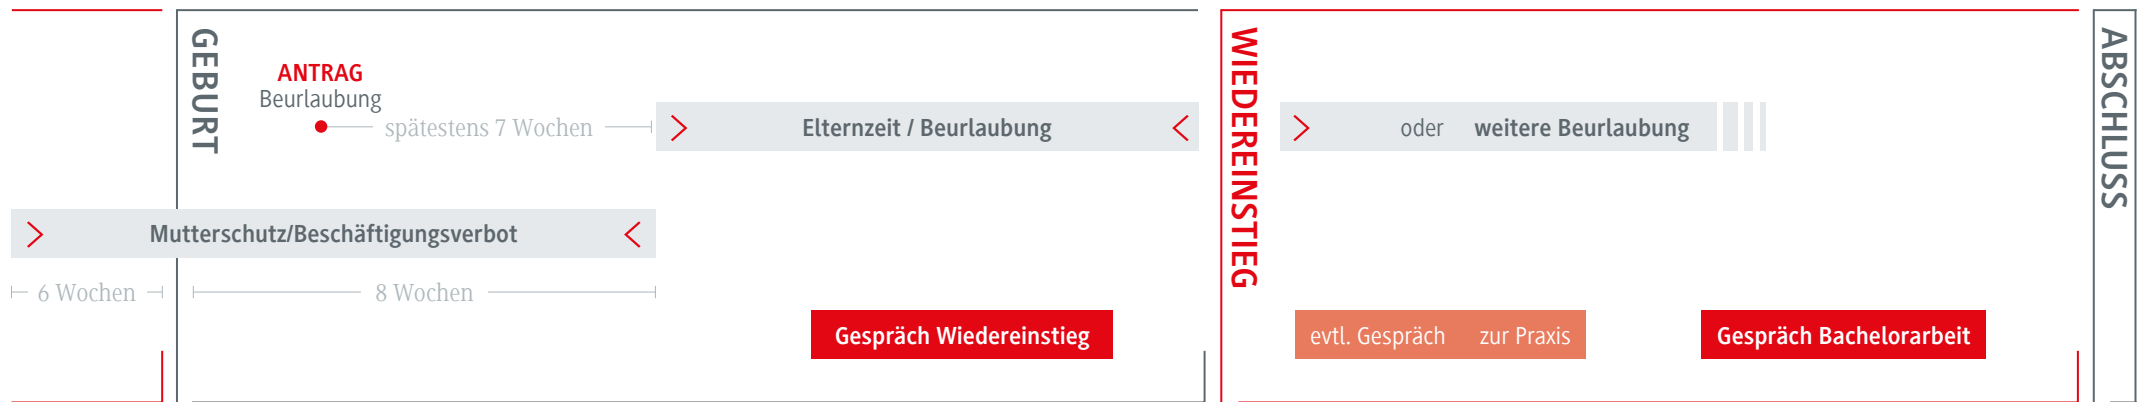 GEBURT
ANTRAG
Beurlaubung
spätestens 7 Wochen
Elternzeit / Beurlaubung
Mutterschutz/Beschäftigungsverbot
6 Wochen
8 Wochen
Gespräch Wiedereinstieg
WIEDEREINSTIEG
oder weitere Beurlaubung
evtl. Gespräch zur Praxis
Gespräch Bachelorarbeit
ABSCHLUSS